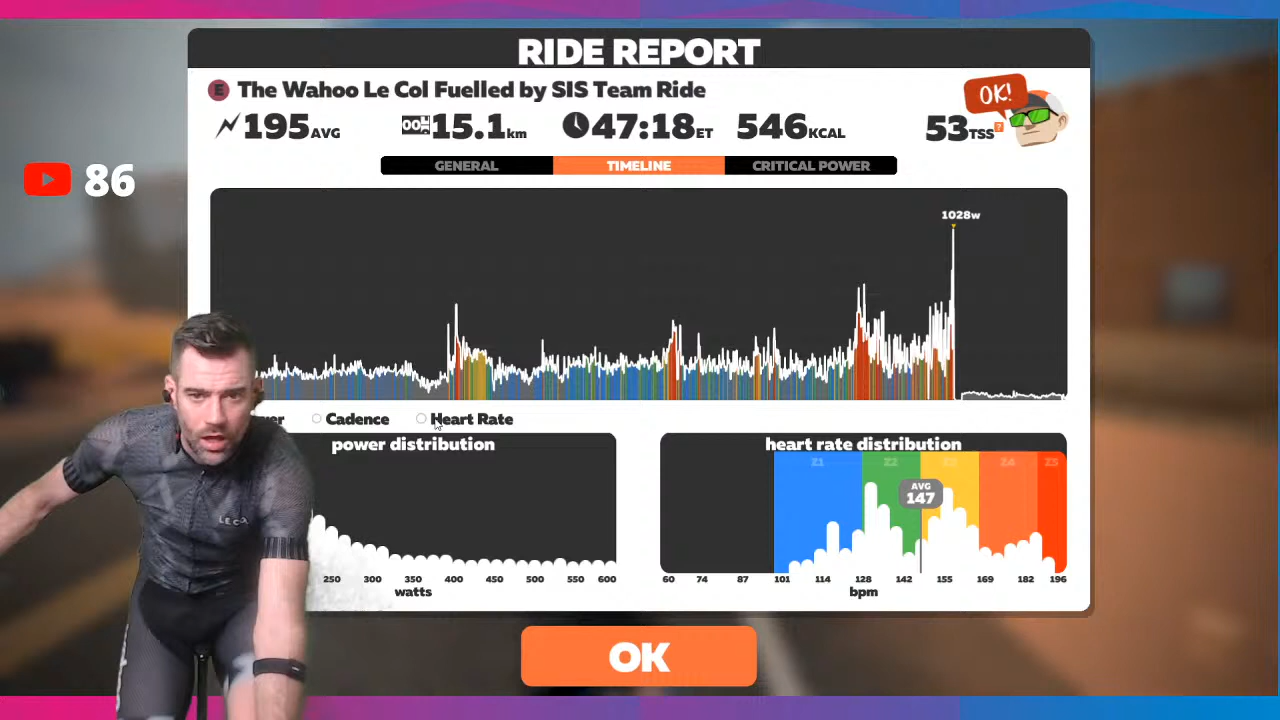 RIDE REPORT
E The Wahoo Le Col Fuelled by SIS Team Ride
OK!
195AVG 15.1km 47:18ET 546KCAL 53TSS ?
GENERAL TIMELINE CRITICAL POWER
86
1028w
Cadence Heart Rate
power distribution
250 300 350 400 450 500 550 600
watts
heart rate distribution
Z1 Z2 Z3 Z4 Z5
AVG
147
60 74 87 101 114 128 142 155 169 182 196
bpm
OK